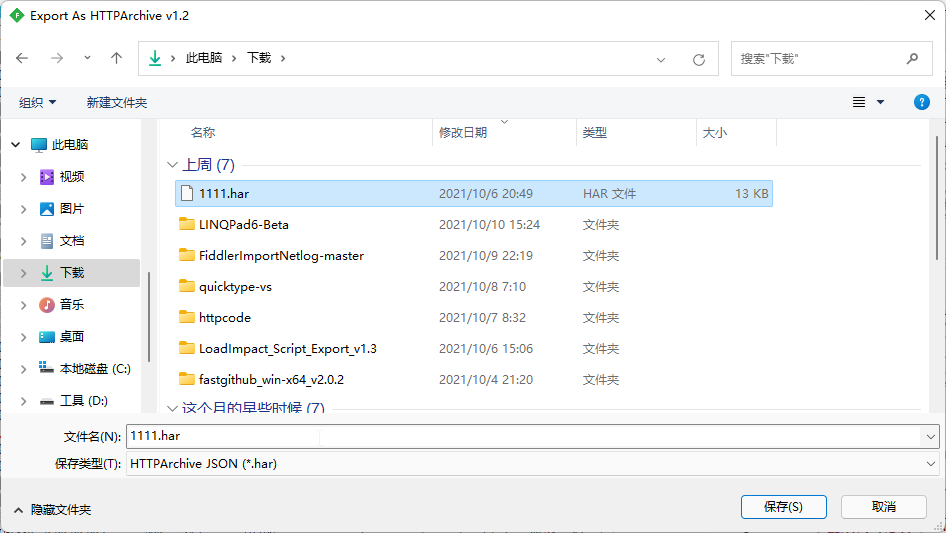 Export As HTTPArchive v1.2
此电脑 下载
搜索"下载"
组织 新建文件夹
名称 修改日期 类型 大小
此电脑
视频
图片
文档
下载
音乐
桌面
本地磁盘 (C:)
工具 (D:)
上周 (7)
1111.har 2021/10/6 20:49 HAR 文件 13 KB
LINQPad6-Beta 2021/10/10 15:24 文件夹
FiddlerImportNetlog-master 2021/10/9 22:19 文件夹
quicktype-vs 2021/10/8 7:10 文件夹
httpcode 2021/10/7 8:32 文件夹
LoadImpact_Script_Export_v1.3 2021/10/6 15:06 文件夹
fastgithub_win-x64_v2.0.2 2021/10/4 21:20 文件夹
这个月的早些时候 (7)
文件名(N): 1111.har
保存类型(T): HTTPArchive JSON (*.har)
隐藏文件夹
保存(S) 取消